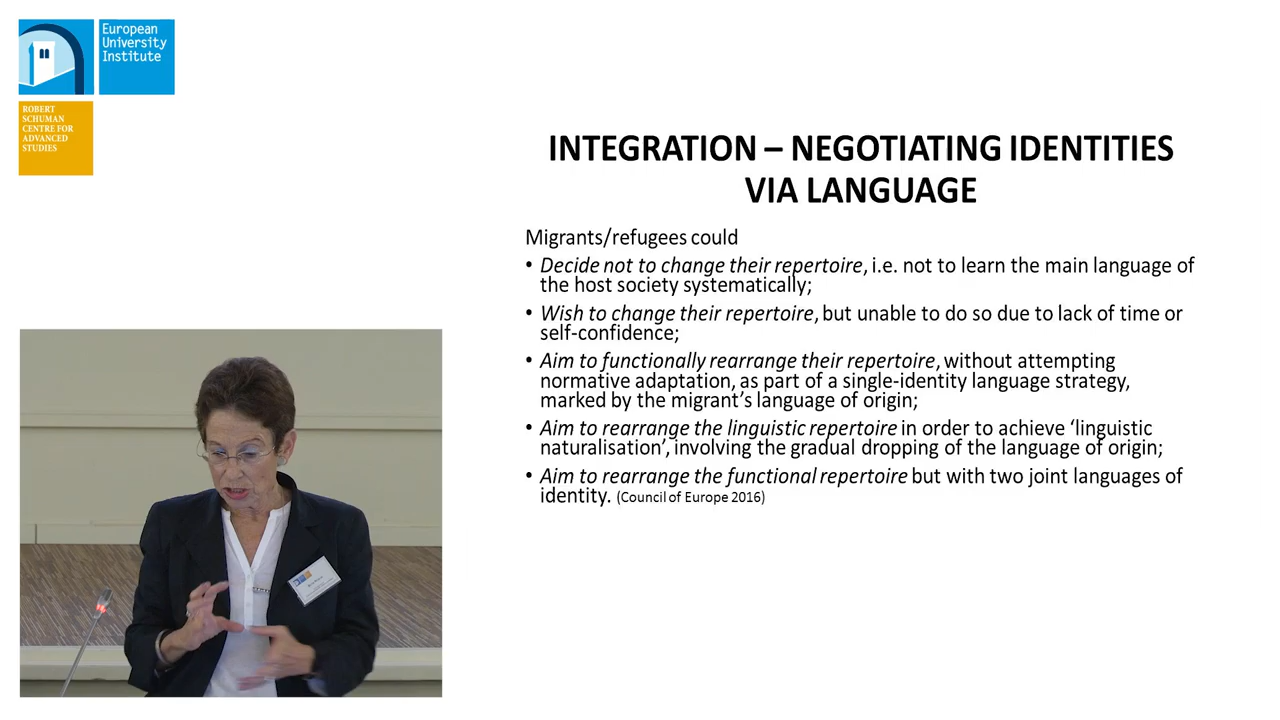 European
University
Institute
ROBERT
SCHUMAN
CENTRE FOR
ADVANCED
STUDIES
INTEGRATION – NEGOTIATING IDENTITIES
VIA LANGUAGE
Migrants/refugees could
• Decide not to change their repertoire, i.e. not to learn the main language of
the host society systematically;
• Wish to change their repertoire, but unable to do so due to lack of time or
self-confidence;
• Aim to functionally rearrange their repertoire, without attempting
normative adaptation, as part of a single-identity language strategy,
marked by the migrant's language of origin;
• Aim to rearrange the linguistic repertoire in order to achieve ‘linguistic
naturalisation’, involving the gradual dropping of the language of origin;
• Aim to rearrange the functional repertoire but with two joint languages of
identity. (Council of Europe 2016)